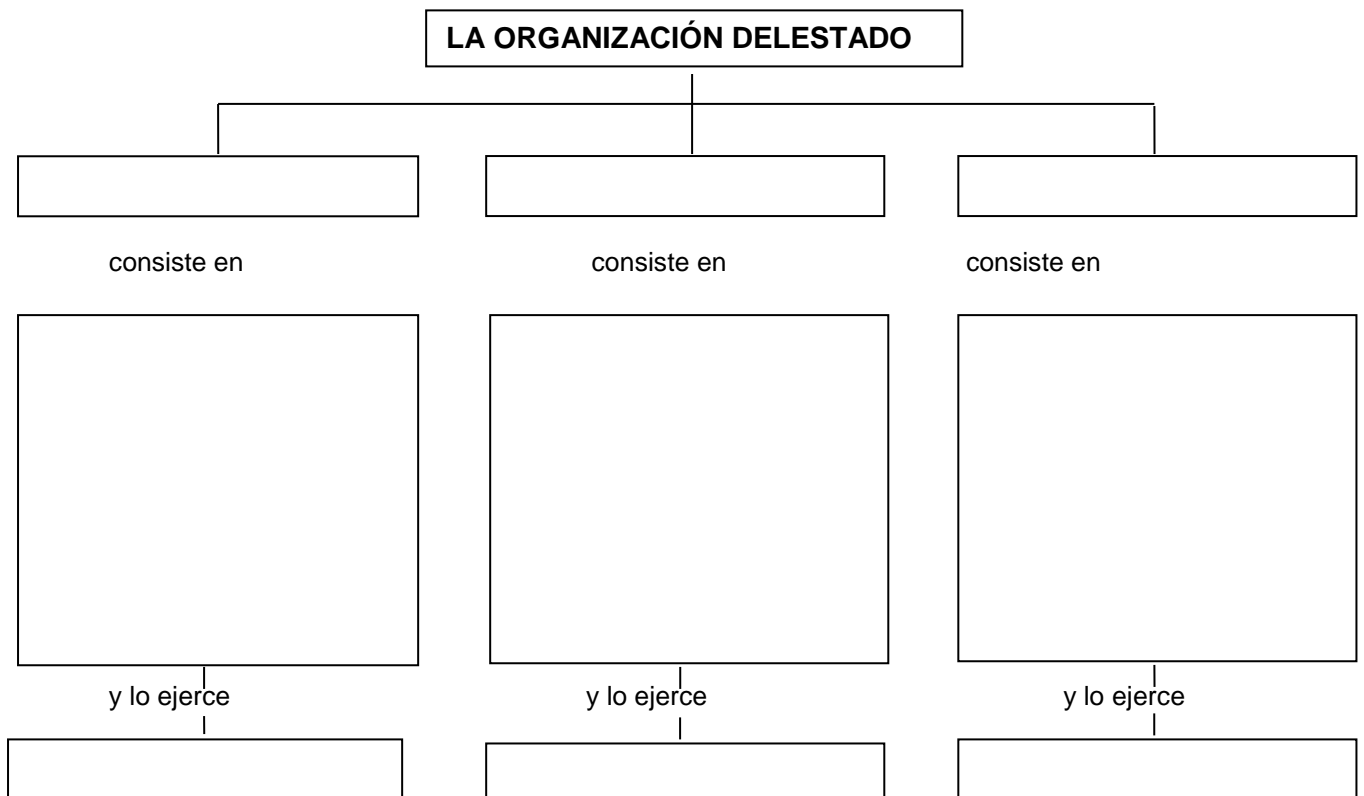 LA ORGANIZACIÓN DELESTADO
consiste en
consiste en
consiste en
y lo ejerce
y lo ejerce
y lo ejerce